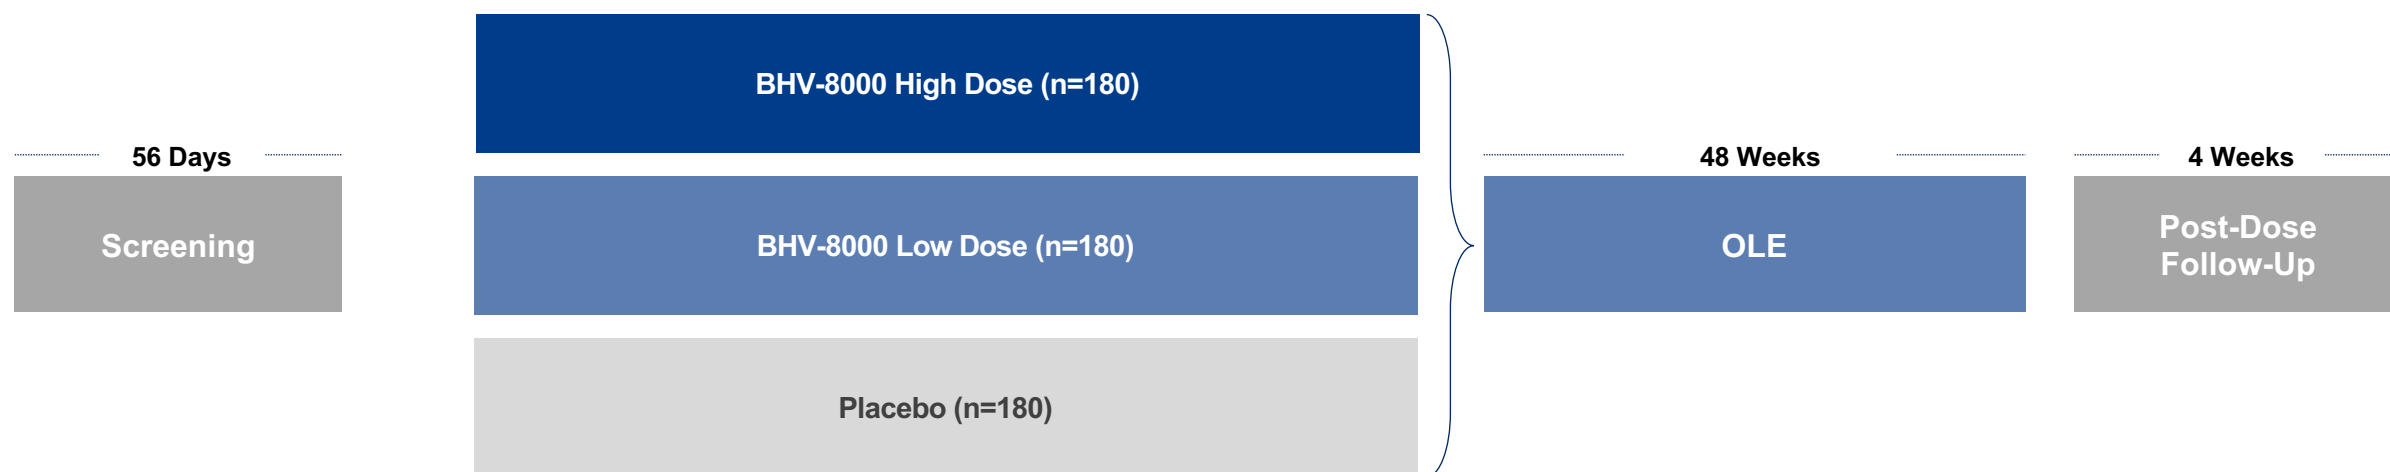 56 Days
Screening
BHV-8000 High Dose (n=180)
BHV-8000 Low Dose (n=180)
Placebo (n=180)
48 Weeks
OLE
4 Weeks
Post-Dose
Follow-Up